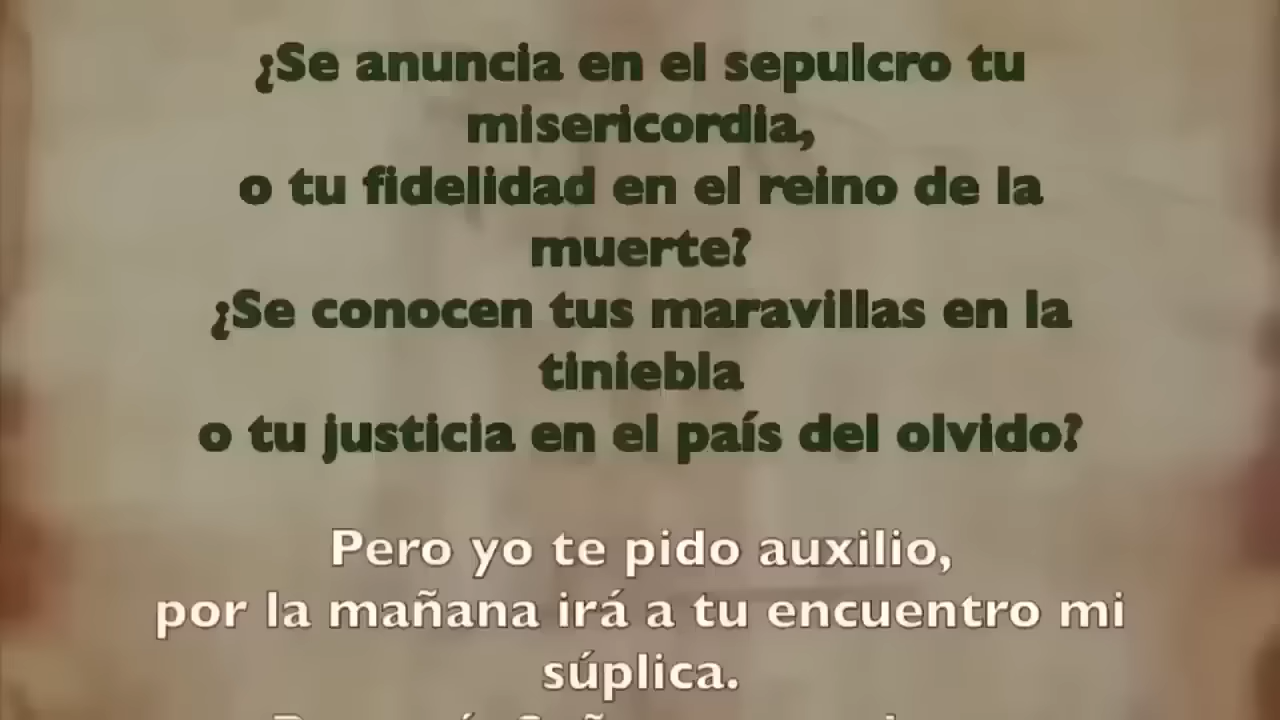 ¿Se anuncia en el sepulcro tu
misericordia,
o tu fidelidad en el reino de la
muerte?
¿Se conocen tus maravillas en la
tiniebla
o tu justicia en el país del olvido?
Pero yo te pido auxilio,
por la mañana irá a tu encuentro mi
súplica.